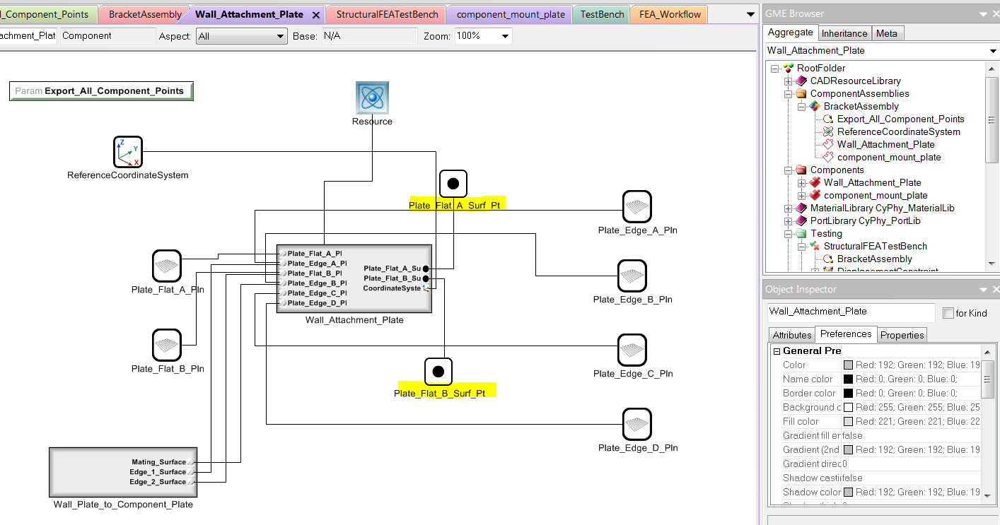 l_Component_Points
BracketAssembly
Wall_Attachment_Plate
StructuralFEATestBench
component_mount_plate
TestBench
FEA_Workflow
achment_Plat
Component
Aspect: All
Base: N/A
Zoom: 100%
Param Export_All_Component_Points
Resource
ReferenceCoordinateSystem
Plate_Flat_A_Surf_Pt
Plate_Edge_A_Pln
Plate_Flat_A_Pl
Plate_Edge_A_Pl
Plate_Flat_B_Pl
Plate_Edge_B_Pl
Plate_Edge_C_Pl
Plate_Edge_D_Pl
Plate_Flat_A_Su
Plate_Flat_B_Su
CoordinateSyste
Wall_Attachment_Plate
Plate_Flat_A_Pln
Plate_Edge_B_Pln
Plate_Flat_B_Pln
Plate_Edge_C_Pln
Plate_Flat_B_Surf_Pt
Plate_Edge_D_Pln
Mating_Surface
Edge_1_Surface
Edge_2_Surface
Wall_Plate_to_Component_Plate
GME Browser
Aggregate Inheritance Meta
Wall_Attachment_Plate
RootFolder
CADResourceLibrary
ComponentAssemblies
BracketAssembly
Export_All_Component_Points
ReferenceCoordinateSystem
Wall_Attachment_Plate
component_mount_plate
Components
Wall_Attachment_Plate
component_mount_plate
MaterialLibrary CyPhy_MaterialLib
PortLibrary CyPhy_PortLib
Testing
StructuralFEATestBench
BracketAssembly
DisplacementConstraint
Object Inspector
Wall_Attachment_Plate
for Kind
Attributes Preferences Properties
General Pre
Color Red: 192; Green: 192; Blue: 19
Name color Red: 0; Green: 0; Blue: 0;
Border color Red: 0; Green: 0; Blue: 0;
Background c Red: 255; Green: 255; Blue: 25
Fill color Red: 221; Green: 221; Blue: 22
Gradient fill er false
Gradient (2nd Red: 192; Green: 192; Blue: 19
Gradient direc 0
Shadow casti false
Shadow color Red: 192; Green: 192; Blue: 19